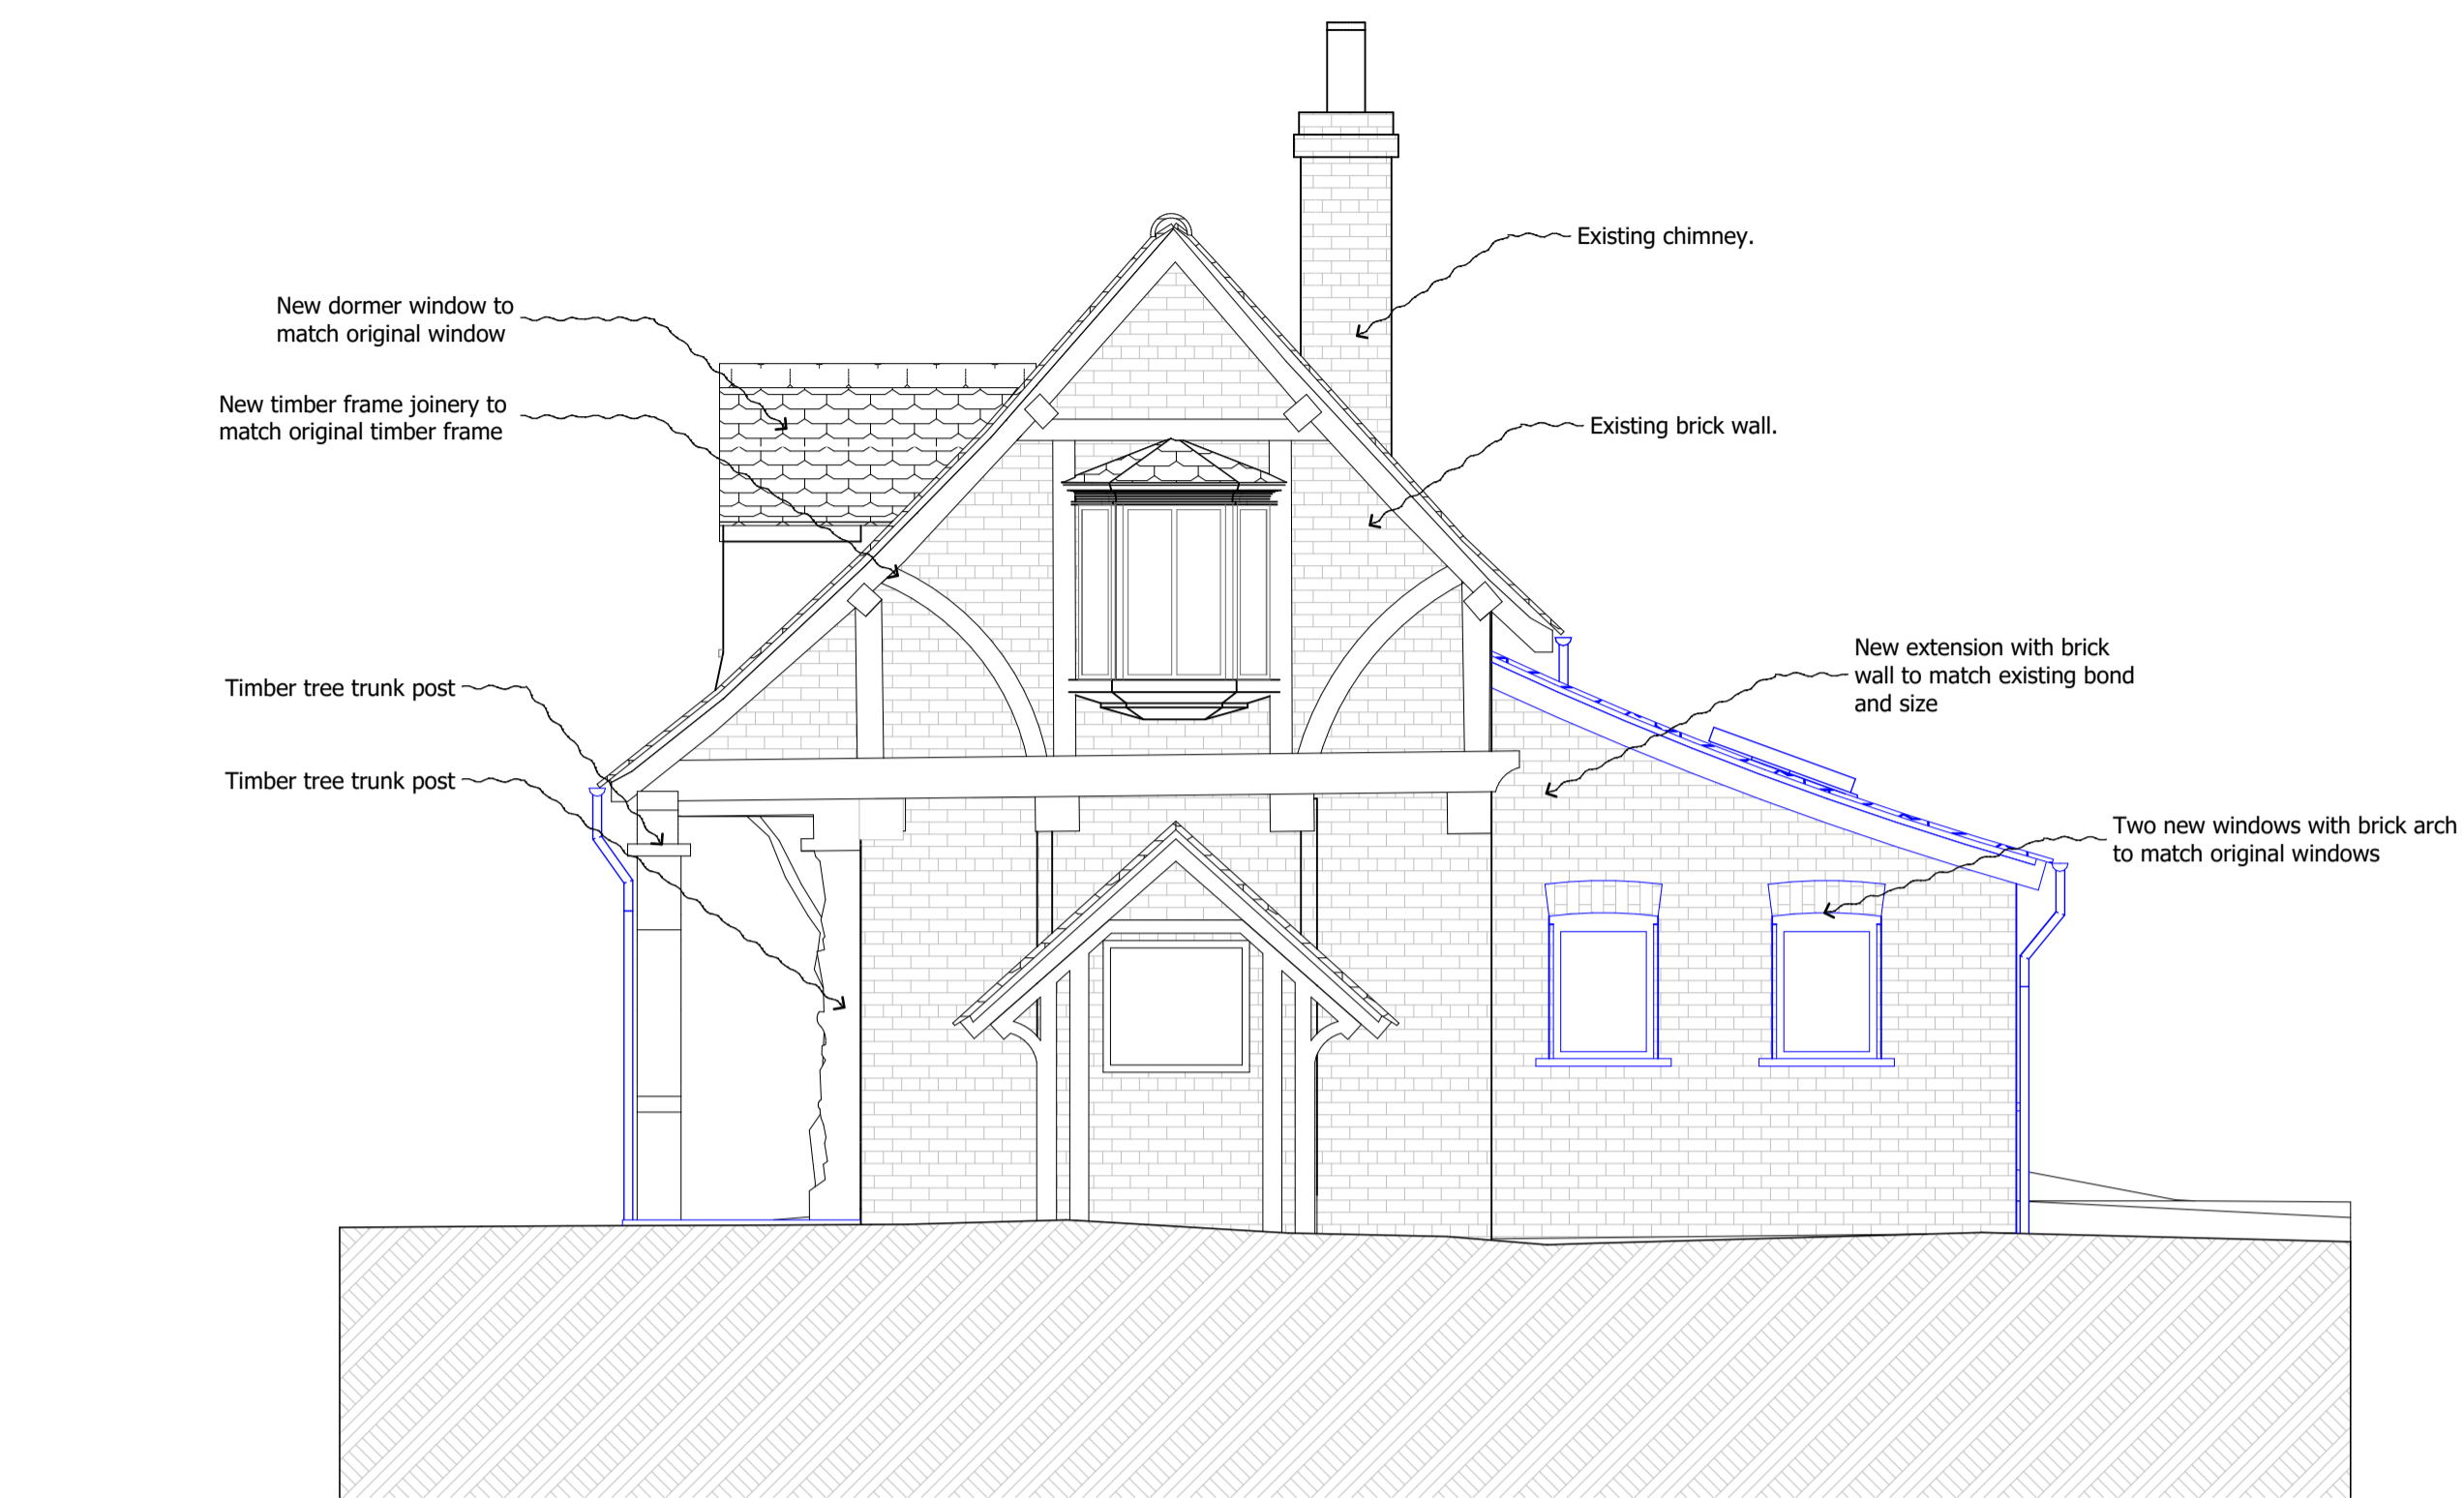 Existing chimney.
New dormer window to
match original window
New timber frame joinery to
match original timber frame
Existing brick wall.
New extension with brick
wall to match existing bond
and size
Timber tree trunk post
Timber tree trunk post
Two new windows with brick arch
to match original windows